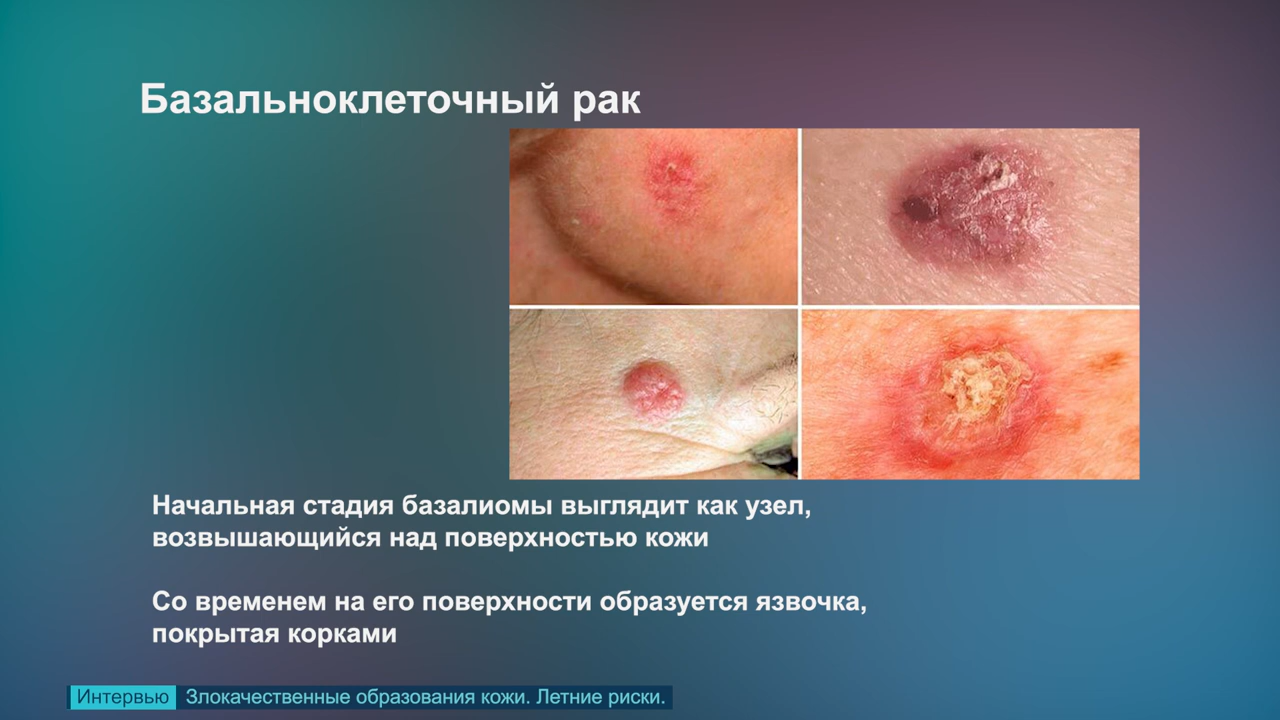 Базальноклеточный рак
Начальная стадия базалиомы выглядит как узел,
возвышающийся над поверхностью кожи
Со временем на его поверхности образуется язвочка,
покрытая корками
Интервью Злокачественные образования кожи. Летние риски.